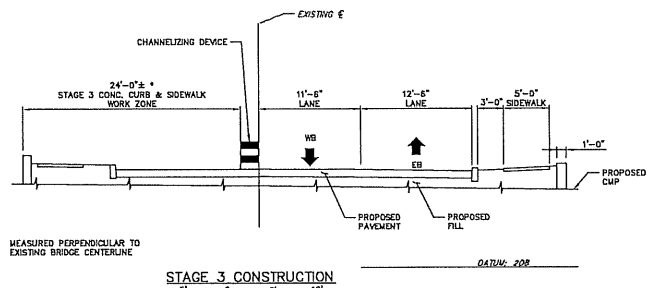 EXISTING ℄
CHANNELIZING DEVICE
24'-0"± *
STAGE 3 CONC. CURB & SIDEWALK
WORK ZONE
11'-6"
LANE
12'-6"
LANE
3'-0"
5'-0"
SIDEWALK
1'-0"
WB
EB
PROPOSED
CMP
PROPOSED
PAVEMENT
PROPOSED
FILL
MEASURED PERPENDICULAR TO
EXISTING BRIDGE CENTERLINE
DATUM: 208
STAGE 3 CONSTRUCTION